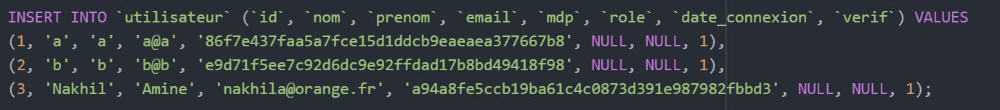 INSERT INTO `utilisateur` (`id`, `nom`, `prenom`, `email`, `mdp`, `role`, `date_connexion`, `verif`) VALUES
(1, 'a', 'a', 'a@a', '86f7e437faa5a7fce15d1ddcb9eaeaea377667b8', NULL, NULL, 1),
(2, 'b', 'b', 'b@b', 'e9d71f5ee7c92d6dc9e92ffdad17b8bd49418f98', NULL, NULL, 1),
(3, 'Nakhil', 'Amine', 'nakhila@orange.fr', 'a94a8fe5ccb19ba61c4c0873d391e987982fbbd3', NULL, NULL, 1);